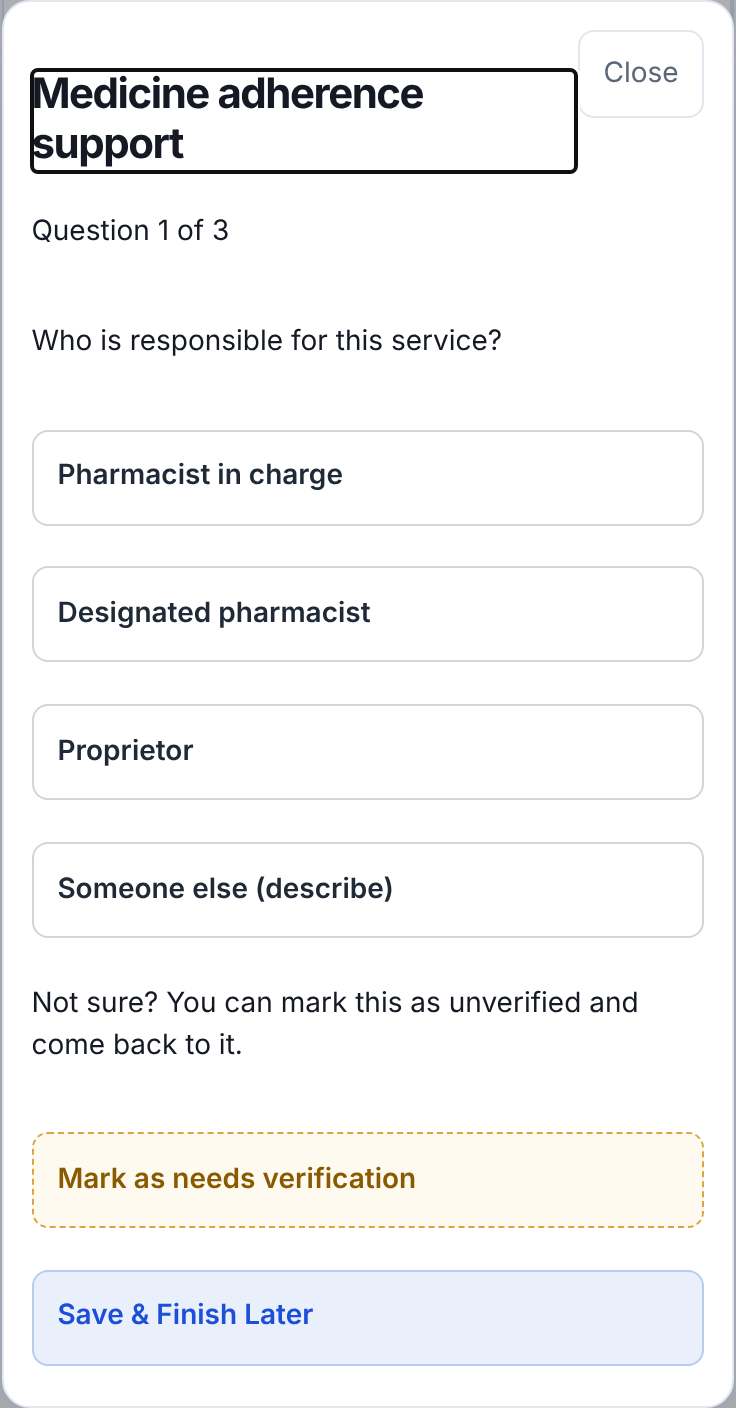 Medicine adherence
support
Close
Question 1 of 3
Who is responsible for this service?
Pharmacist in charge
Designated pharmacist
Proprietor
Someone else (describe)
Not sure? You can mark this as unverified and
come back to it.
Mark as needs verification
Save & Finish Later